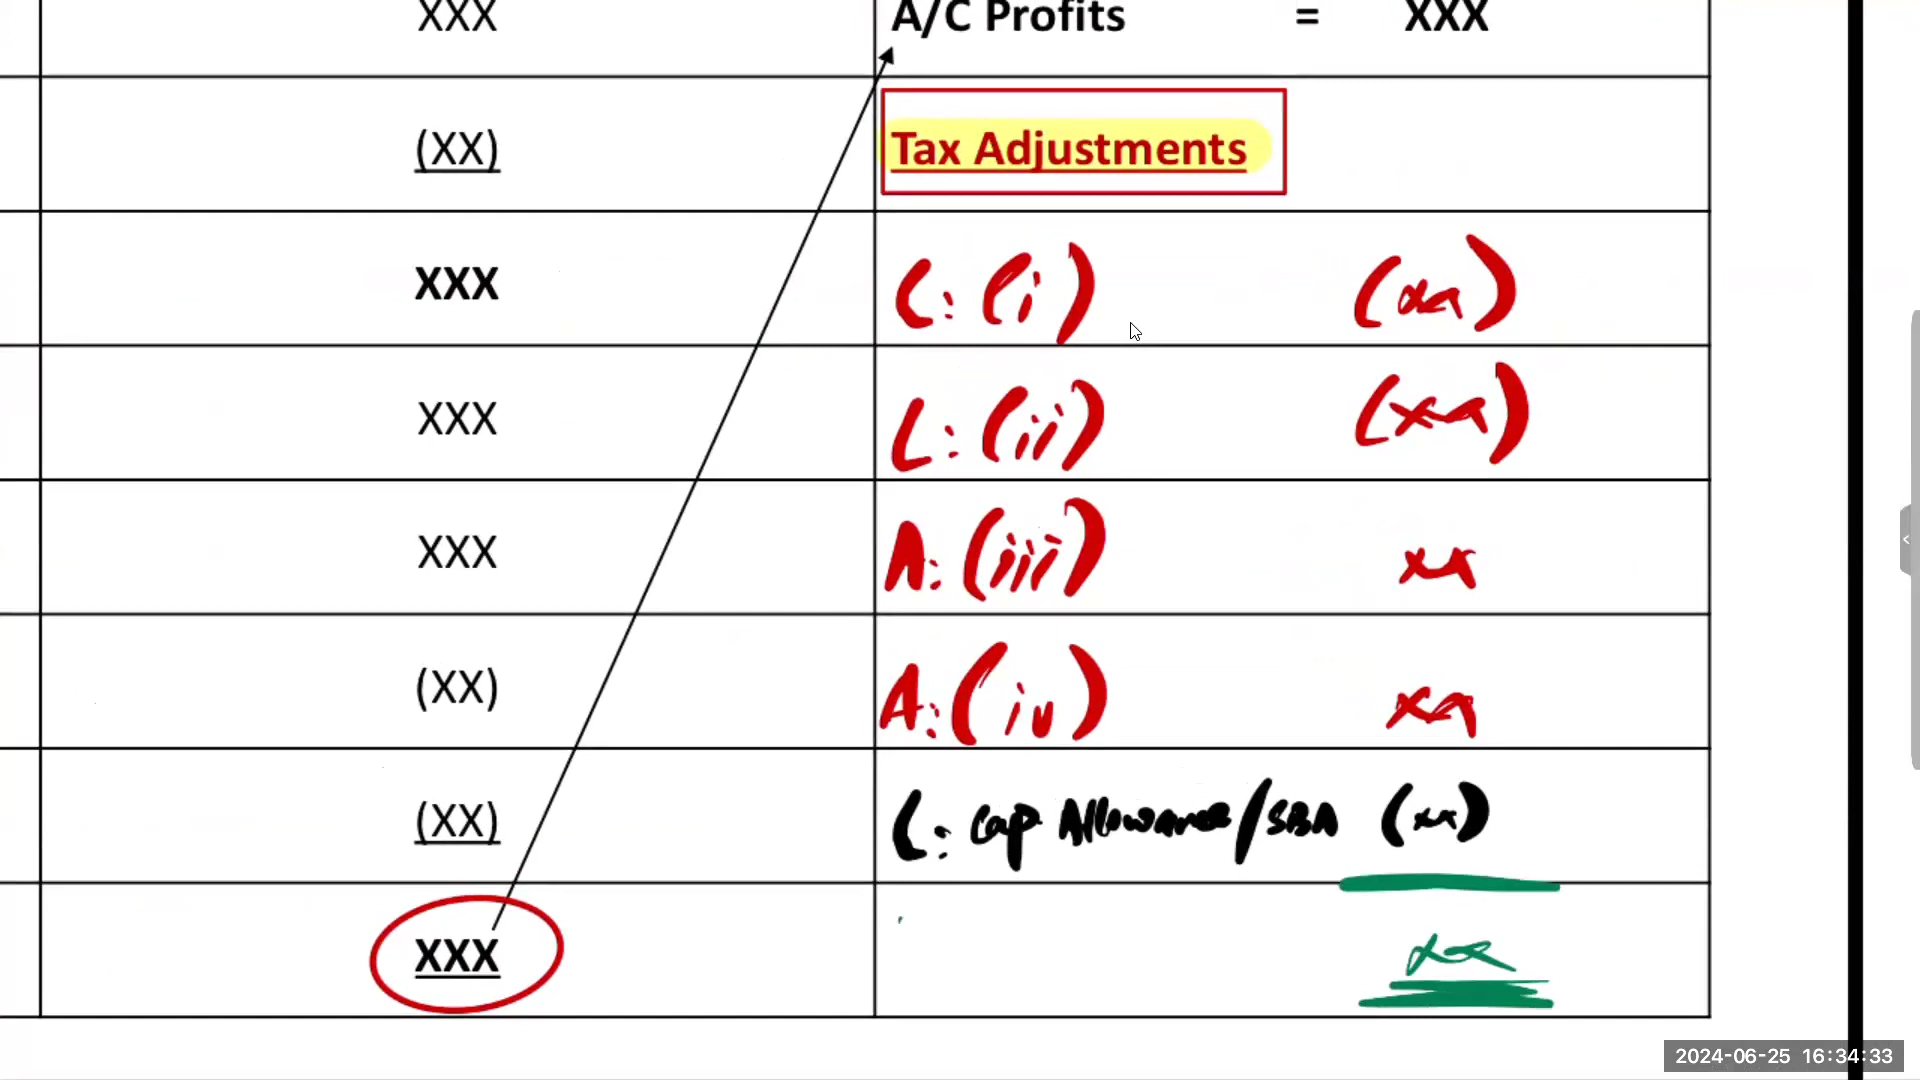 XXX A/C Profits = XXX
(XX) Tax Adjustments
XXX L: (i) (xx)
XXX L: (ii) (xx)
XXX A: (iii) xx
(XX) A: (iv) xx
(XX) L: Cap Allowance/SBA (xx)
XXX xx
2024-06-25 16:34:33